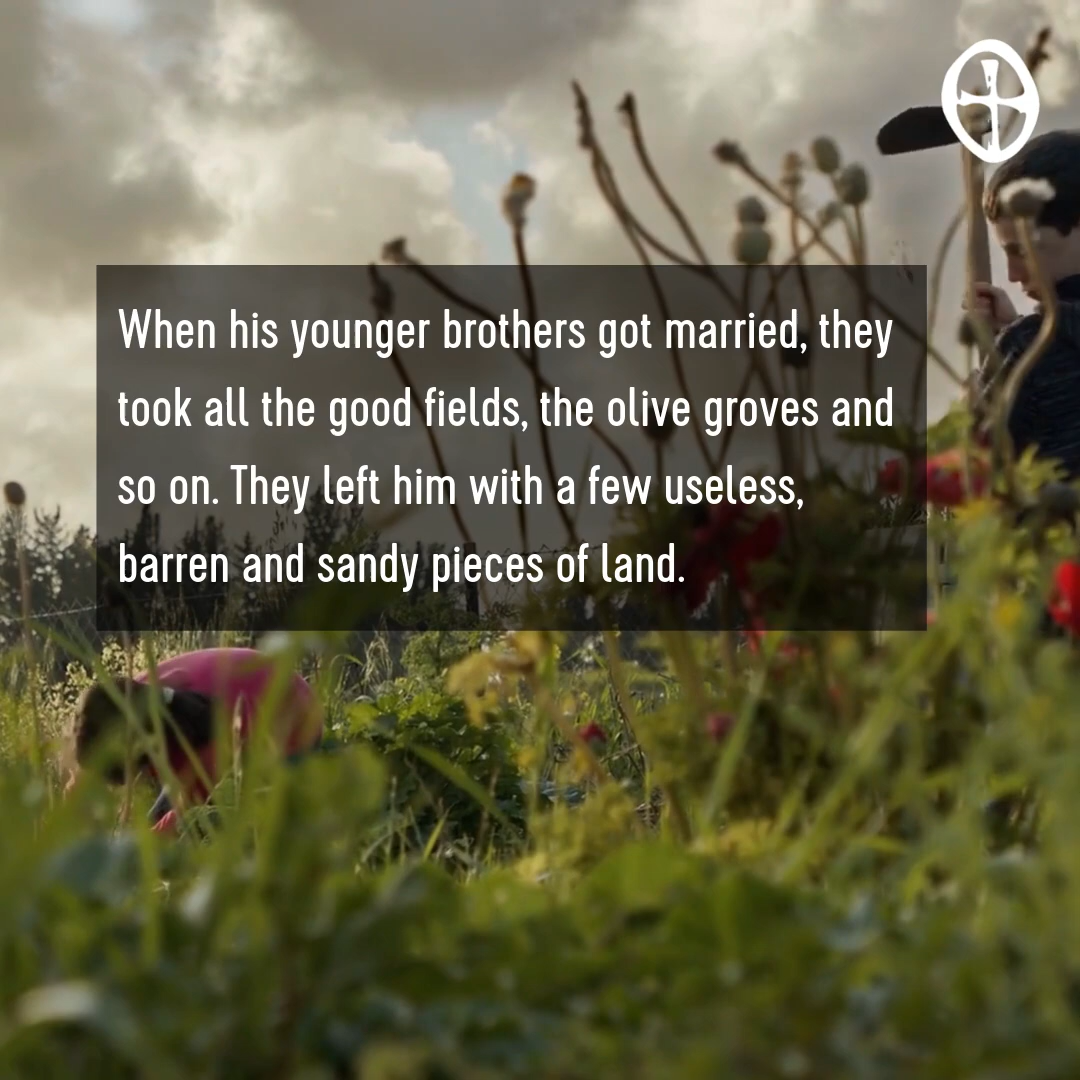 When his younger brothers got married, they
took all the good fields, the olive groves and
so on. They left him with a few useless,
barren and sandy pieces of land.